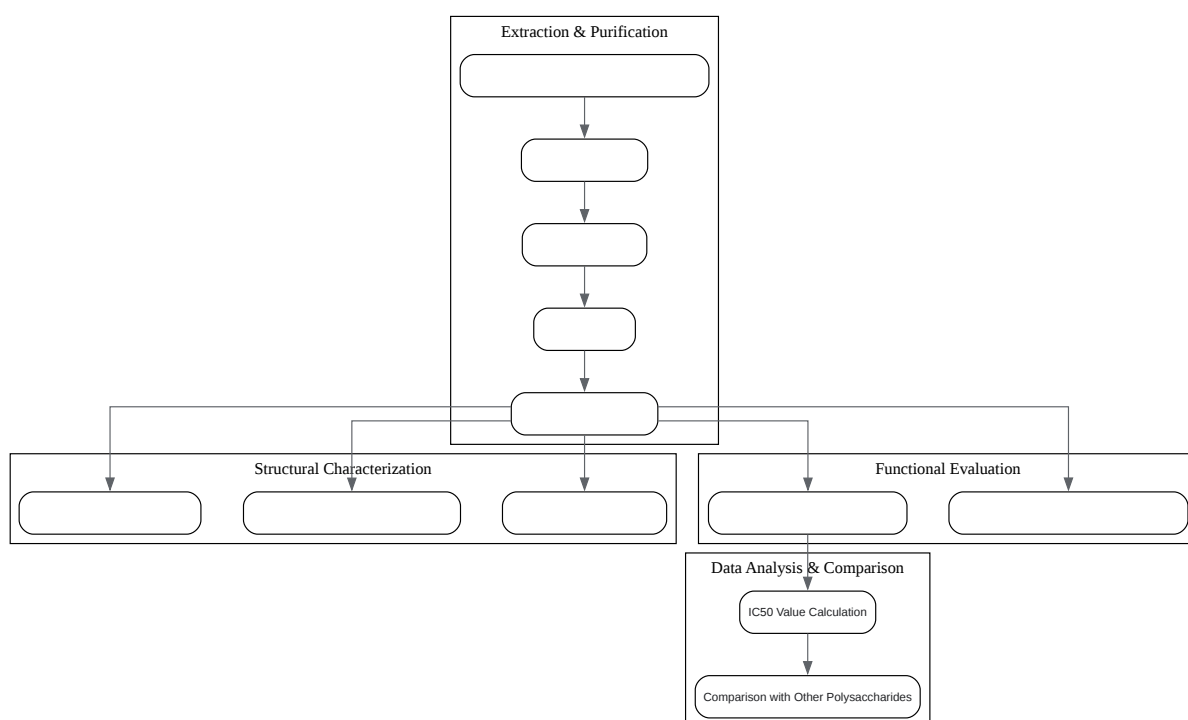 Extraction & Purification
Structural Characterization
Functional Evaluation
Data Analysis & Comparison
IC50 Value Calculation
Comparison with Other Polysaccharides